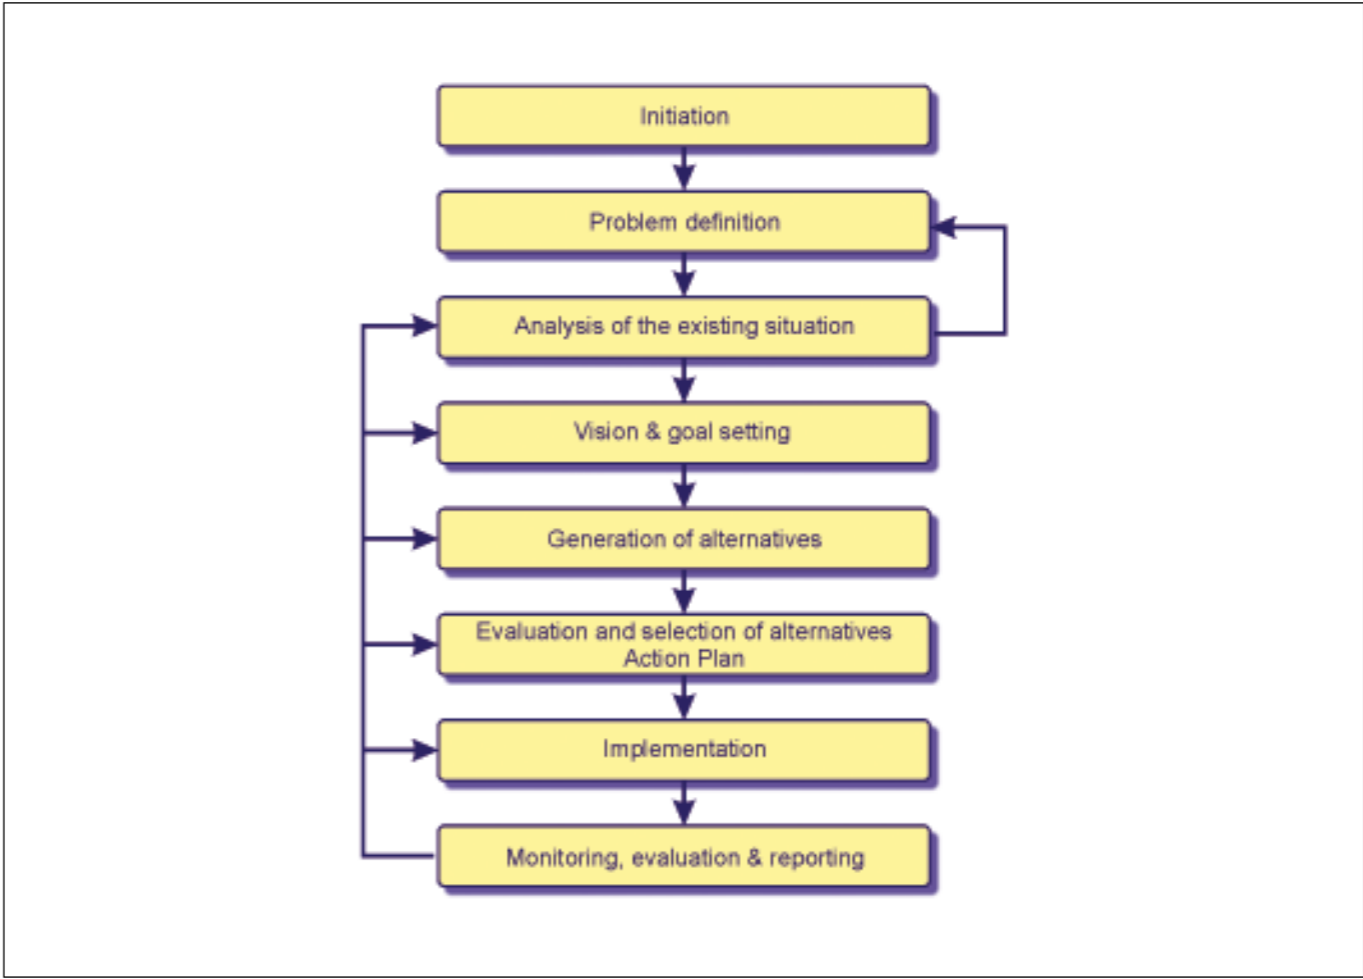 Initiation
Problem definition
Analysis of the existing situation
Vision & goal setting
Generation of alternatives
Evaluation and selection of alternatives
Action Plan
Implementation
Monitoring, evaluation & reporting